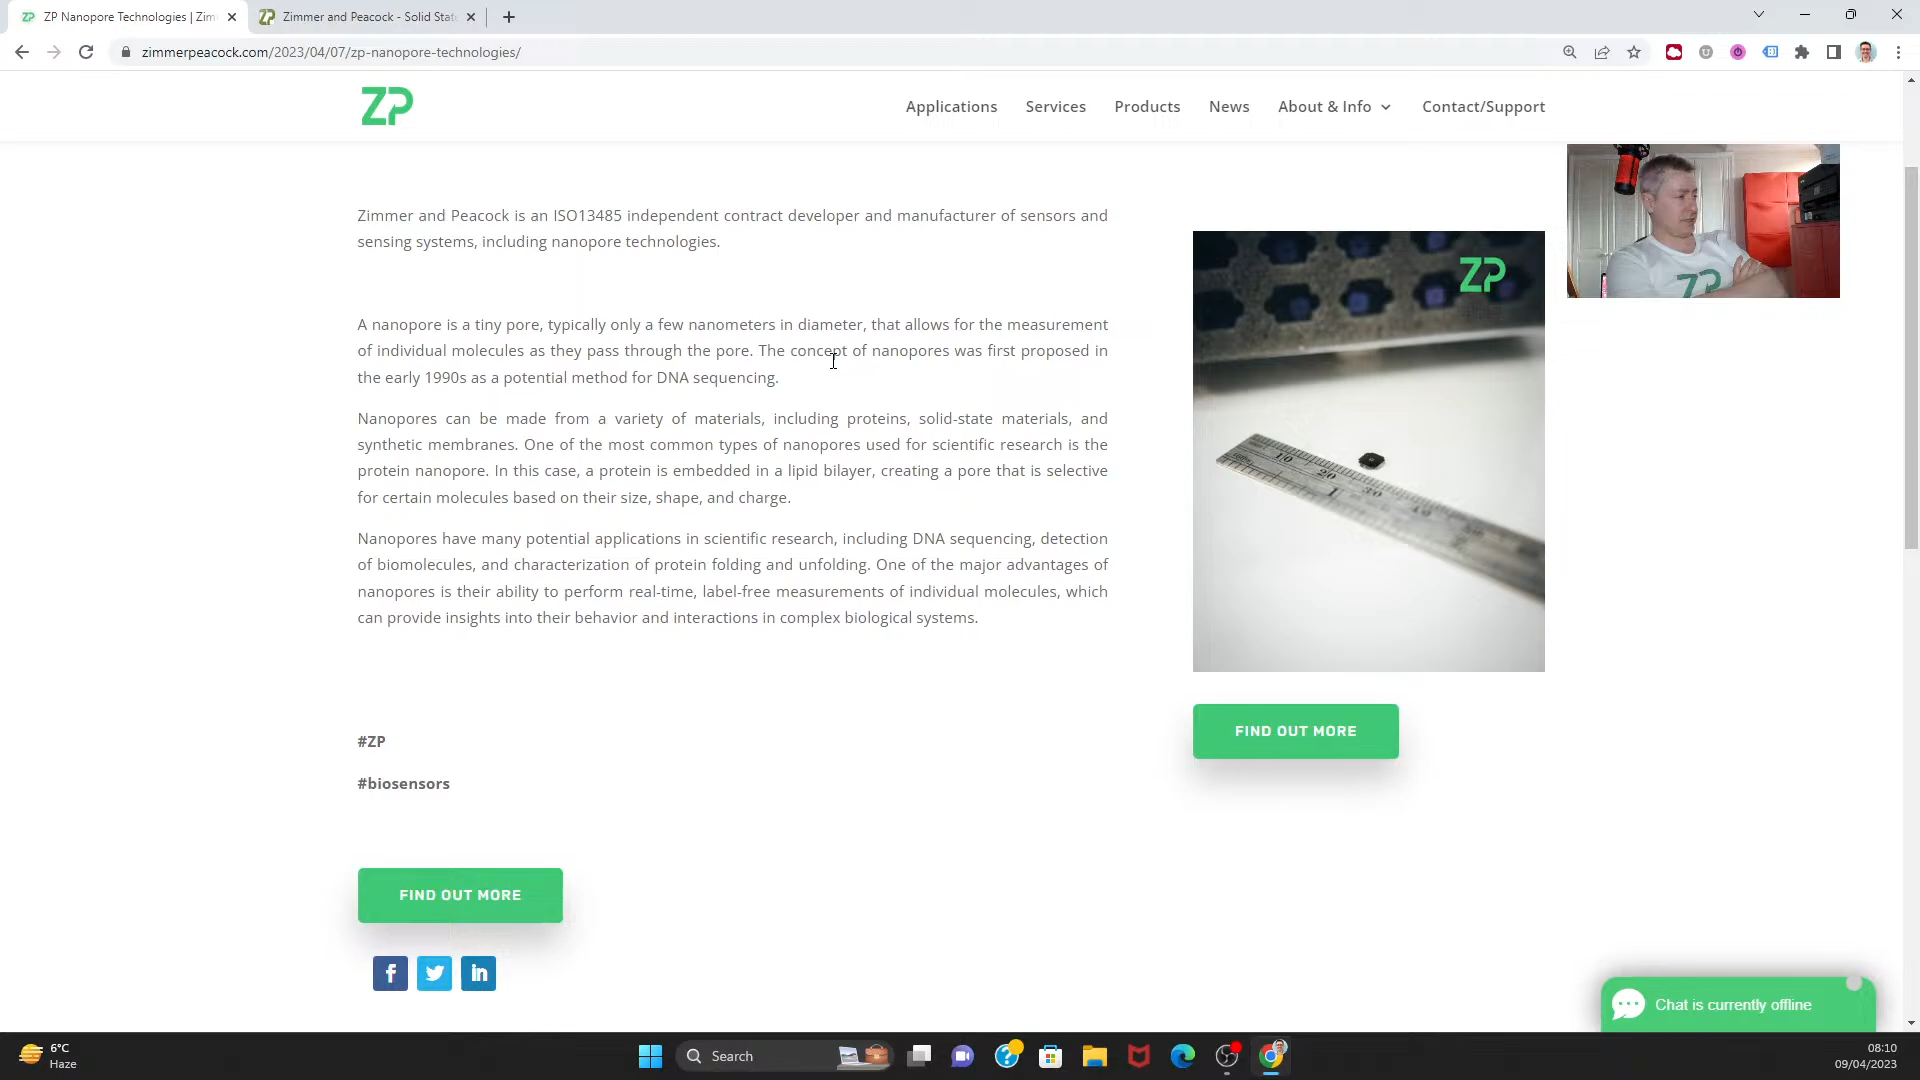 ZP Nanopore Technologies | Zim
Zimmer and Peacock - Solid Stat
zimmerpeacock.com/2023/04/07/zp-nanopore-technologies/
ZP
Applications
Services
Products
News
About & Info
Contact/Support
Zimmer and Peacock is an ISO13485 independent contract developer and manufacturer of sensors and
sensing systems, including nanopore technologies.
A nanopore is a tiny pore, typically only a few nanometers in diameter, that allows for the measurement
of individual molecules as they pass through the pore. The concept of nanopores was first proposed in
the early 1990s as a potential method for DNA sequencing.
Nanopores can be made from a variety of materials, including proteins, solid-state materials, and
synthetic membranes. One of the most common types of nanopores used for scientific research is the
protein nanopore. In this case, a protein is embedded in a lipid bilayer, creating a pore that is selective
for certain molecules based on their size, shape, and charge.
Nanopores have many potential applications in scientific research, including DNA sequencing, detection
of biomolecules, and characterization of protein folding and unfolding. One of the major advantages of
nanopores is their ability to perform real-time, label-free measurements of individual molecules, which
can provide insights into their behavior and interactions in complex biological systems.
#ZP
#biosensors
FIND OUT MORE
ZP
10
20
30
1
FIND OUT MORE
ZP
Chat is currently offline
6°C
Haze
Search
08:10
09/04/2023